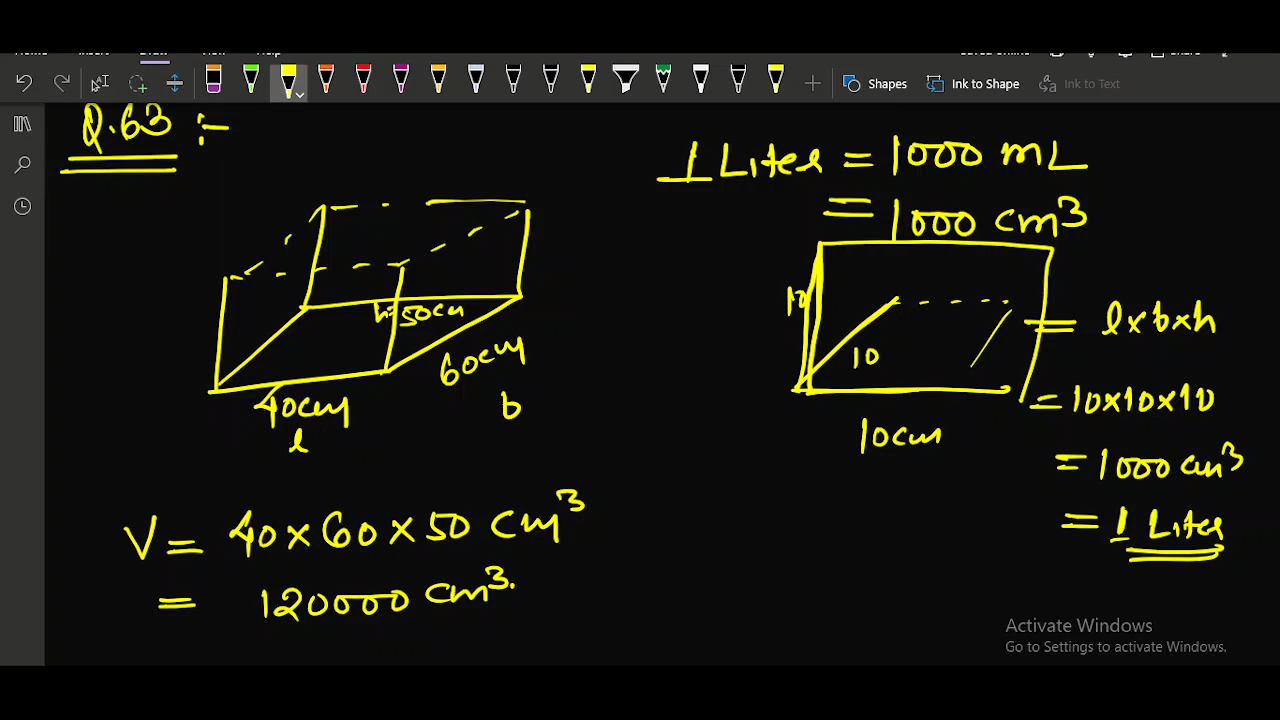 Shapes
Ink to Shape
Ink to Text
Q.63 :-
1 Liter = 1000 mL
= 1000 cm³
h=50cm
60cm
b
40cm
l
10
10
10cm
= l×b×h
= 10×10×10
= 1000 cm³
= 1 Liter
V = 40×60×50 cm³
= 120000 cm³.
Activate Windows
Go to Settings to activate Windows.